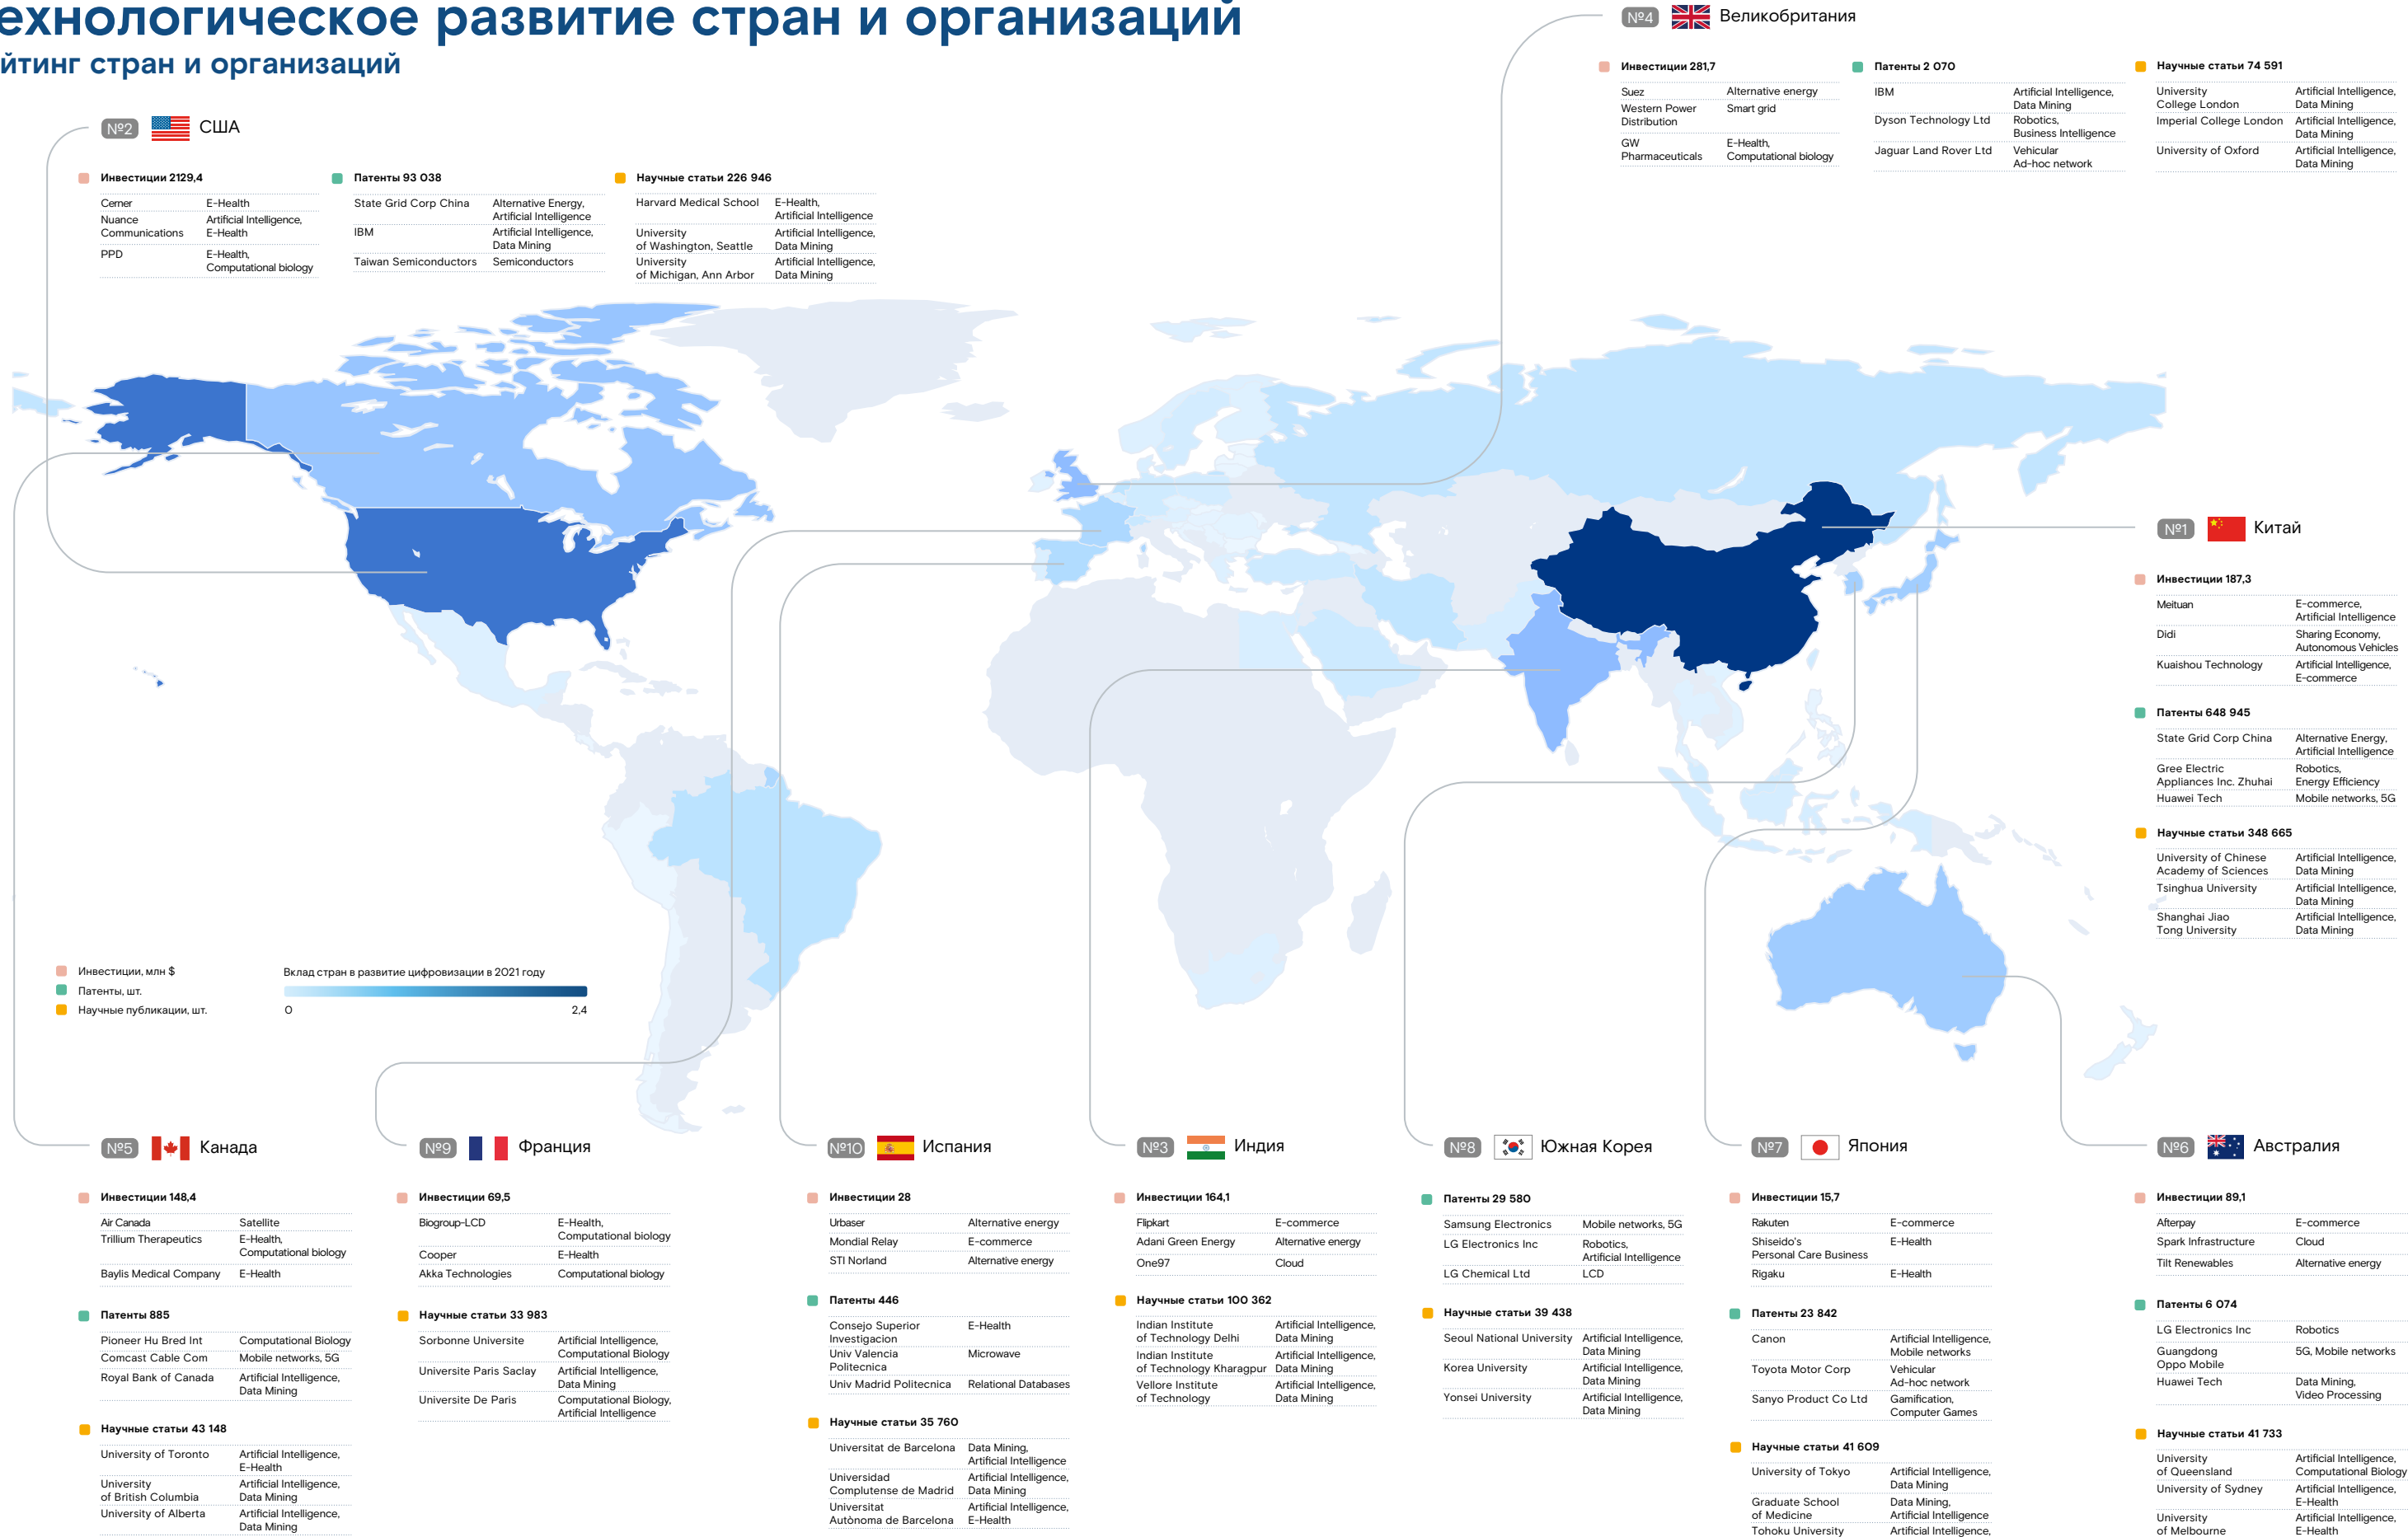 ехнологическое развитие стран и организаций
йтинг стран и организаций
№2 США
Инвестиции 2129,4
Cerner E-Health
Nuance Artificial Intelligence,
Communications E-Health
PPD E-Health,
Computational biology
Патенты 93 038
State Grid Corp China Alternative Energy,
Artificial Intelligence
IBM Artificial Intelligence,
Data Mining
Taiwan Semiconductors Semiconductors
Научные статьи 226 946
Harvard Medical School E-Health,
Artificial Intelligence
University Artificial Intelligence,
of Washington, Seattle Data Mining
University Artificial Intelligence,
of Michigan, Ann Arbor Data Mining
№4 Великобритания
Инвестиции 281,7
Suez Alternative energy
Western Power Smart grid
Distribution
GW E-Health,
Pharmaceuticals Computational biology
Патенты 2 070
IBM Artificial Intelligence,
Data Mining
Dyson Technology Ltd Robotics,
Business Intelligence
Jaguar Land Rover Ltd Vehicular
Ad-hoc network
Научные статьи 74 591
University Artificial Intelligence,
College London Data Mining
Imperial College London Artificial Intelligence,
Data Mining
University of Oxford Artificial Intelligence,
Data Mining
№1 Китай
Инвестиции 187,3
Meituan E-commerce,
Artificial Intelligence
Didi Sharing Economy,
Autonomous Vehicles
Kuaishou Technology Artificial Intelligence,
E-commerce
Патенты 648 945
State Grid Corp China Alternative Energy,
Artificial Intelligence
Gree Electric Robotics,
Appliances Inc. Zhuhai Energy Efficiency
Huawei Tech Mobile networks, 5G
Научные статьи 348 665
University of Chinese Artificial Intelligence,
Academy of Sciences Data Mining
Tsinghua University Artificial Intelligence,
Data Mining
Shanghai Jiao Artificial Intelligence,
Tong University Data Mining
Инвестиции, млн $
Патенты, шт.
Научные публикации, шт.
Вклад стран в развитие цифровизации в 2021 году
0 2,4
№5 Канада
Инвестиции 148,4
Air Canada Satellite
Trillium Therapeutics E-Health,
Computational biology
Baylis Medical Company E-Health
Патенты 885
Pioneer Hu Bred Int Computational Biology
Comcast Cable Com Mobile networks, 5G
Royal Bank of Canada Artificial Intelligence,
Data Mining
Научные статьи 43 148
University of Toronto Artificial Intelligence,
E-Health
University Artificial Intelligence,
of British Columbia Data Mining
University of Alberta Artificial Intelligence,
Data Mining
№9 Франция
Инвестиции 69,5
Biogroup-LCD E-Health,
Computational biology
Cooper E-Health
Akka Technologies Computational biology
Научные статьи 33 983
Sorbonne Universite Artificial Intelligence,
Computational Biology
Universite Paris Saclay Artificial Intelligence,
Data Mining
Universite De Paris Computational Biology,
Artificial Intelligence
№10 Испания
Инвестиции 28
Urbaser Alternative energy
Mondial Relay E-commerce
STI Norland Alternative energy
Патенты 446
Consejo Superior E-Health
Investigacion
Univ Valencia Microwave
Politecnica
Univ Madrid Politecnica Relational Databases
Научные статьи 35 760
Universitat de Barcelona Data Mining,
Artificial Intelligence
Universidad Artificial Intelligence,
Complutense de Madrid Data Mining
Universitat Artificial Intelligence,
Autònoma de Barcelona E-Health
№3 Индия
Инвестиции 164,1
Flipkart E-commerce
Adani Green Energy Alternative energy
One97 Cloud
Научные статьи 100 362
Indian Institute Artificial Intelligence,
of Technology Delhi Data Mining
Indian Institute Artificial Intelligence,
of Technology Kharagpur Data Mining
Vellore Institute Artificial Intelligence,
of Technology Data Mining
№8 Южная Корея
Патенты 29 580
Samsung Electronics Mobile networks, 5G
LG Electronics Inc Robotics,
Artificial Intelligence
LG Chemical Ltd LCD
Научные статьи 39 438
Seoul National University Artificial Intelligence,
Data Mining
Korea University Artificial Intelligence,
Data Mining
Yonsei University Artificial Intelligence,
Data Mining
№7 Япония
Инвестиции 15,7
Rakuten E-commerce
Shiseido's E-Health
Personal Care Business
Rigaku E-Health
Патенты 23 842
Canon Artificial Intelligence,
Mobile networks
Toyota Motor Corp Vehicular
Ad-hoc network
Sanyo Product Co Ltd Gamification,
Computer Games
Научные статьи 41 609
University of Tokyo Artificial Intelligence,
Data Mining
Graduate School Data Mining,
of Medicine Artificial Intelligence
Tohoku University Artificial Intelligence,
№6 Австралия
Инвестиции 89,1
Afterpay E-commerce
Spark Infrastructure Cloud
Tilt Renewables Alternative energy
Патенты 6 074
LG Electronics Inc Robotics
Guangdong 5G, Mobile networks
Oppo Mobile
Huawei Tech Data Mining,
Video Processing
Научные статьи 41 733
University Artificial Intelligence,
of Queensland Computational Biology
University of Sydney Artificial Intelligence,
E-Health
University Artificial Intelligence,
of Melbourne E-Health